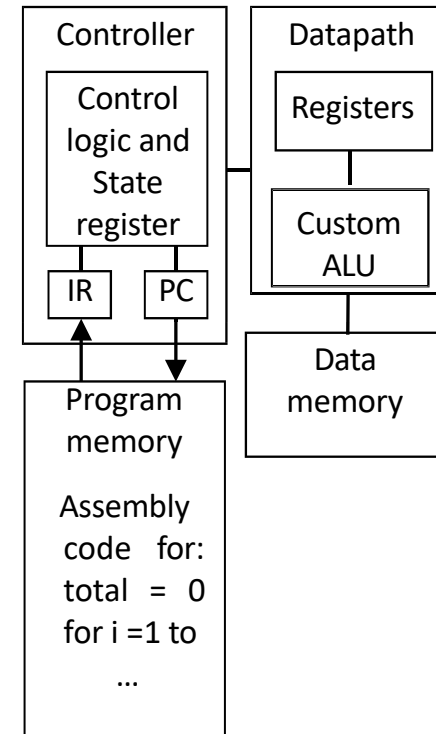 Controller
Control
logic and
State
register
IR
PC
Datapath
Registers
Custom
ALU
Data
memory
Program
memory
Assembly
code for:
total = 0
for i =1 to
...